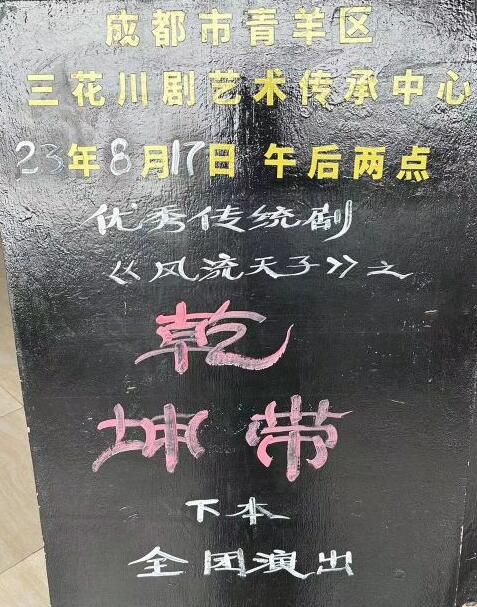 成都市青羊区
三花川剧艺术传承中心
23年8月17日 午后两点
优秀传统剧
《风流天子》之
乾
坤带
下本
全团演出